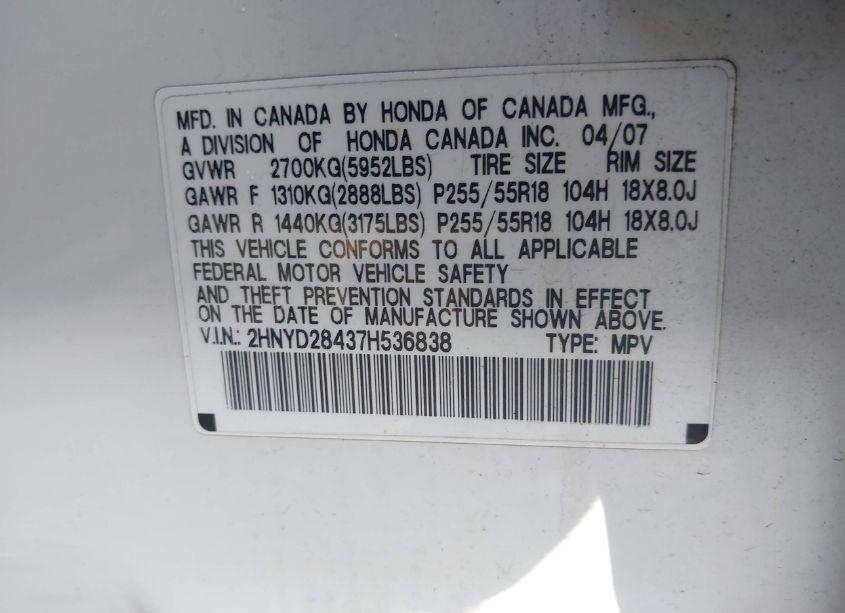 MFD. IN CANADA BY HONDA OF CANADA MFG.,
A DIVISION OF HONDA CANADA INC. 04/07
GVWR 2700KG(5952LBS) TIRE SIZE RIM SIZE
GAWR F 1310KG(2888LBS) P255/55R18 104H 18X8.0J
GAWR R 1440KG(3175LBS) P255/55R18 104H 18X8.0J
THIS VEHICLE CONFORMS TO ALL APPLICABLE
FEDERAL MOTOR VEHICLE SAFETY
AND THEFT PREVENTION STANDARDS IN EFFECT
ON THE DATE OF MANUFACTURE SHOWN ABOVE.
V.I.N.: 2HNYD28437H536838 TYPE: MPV